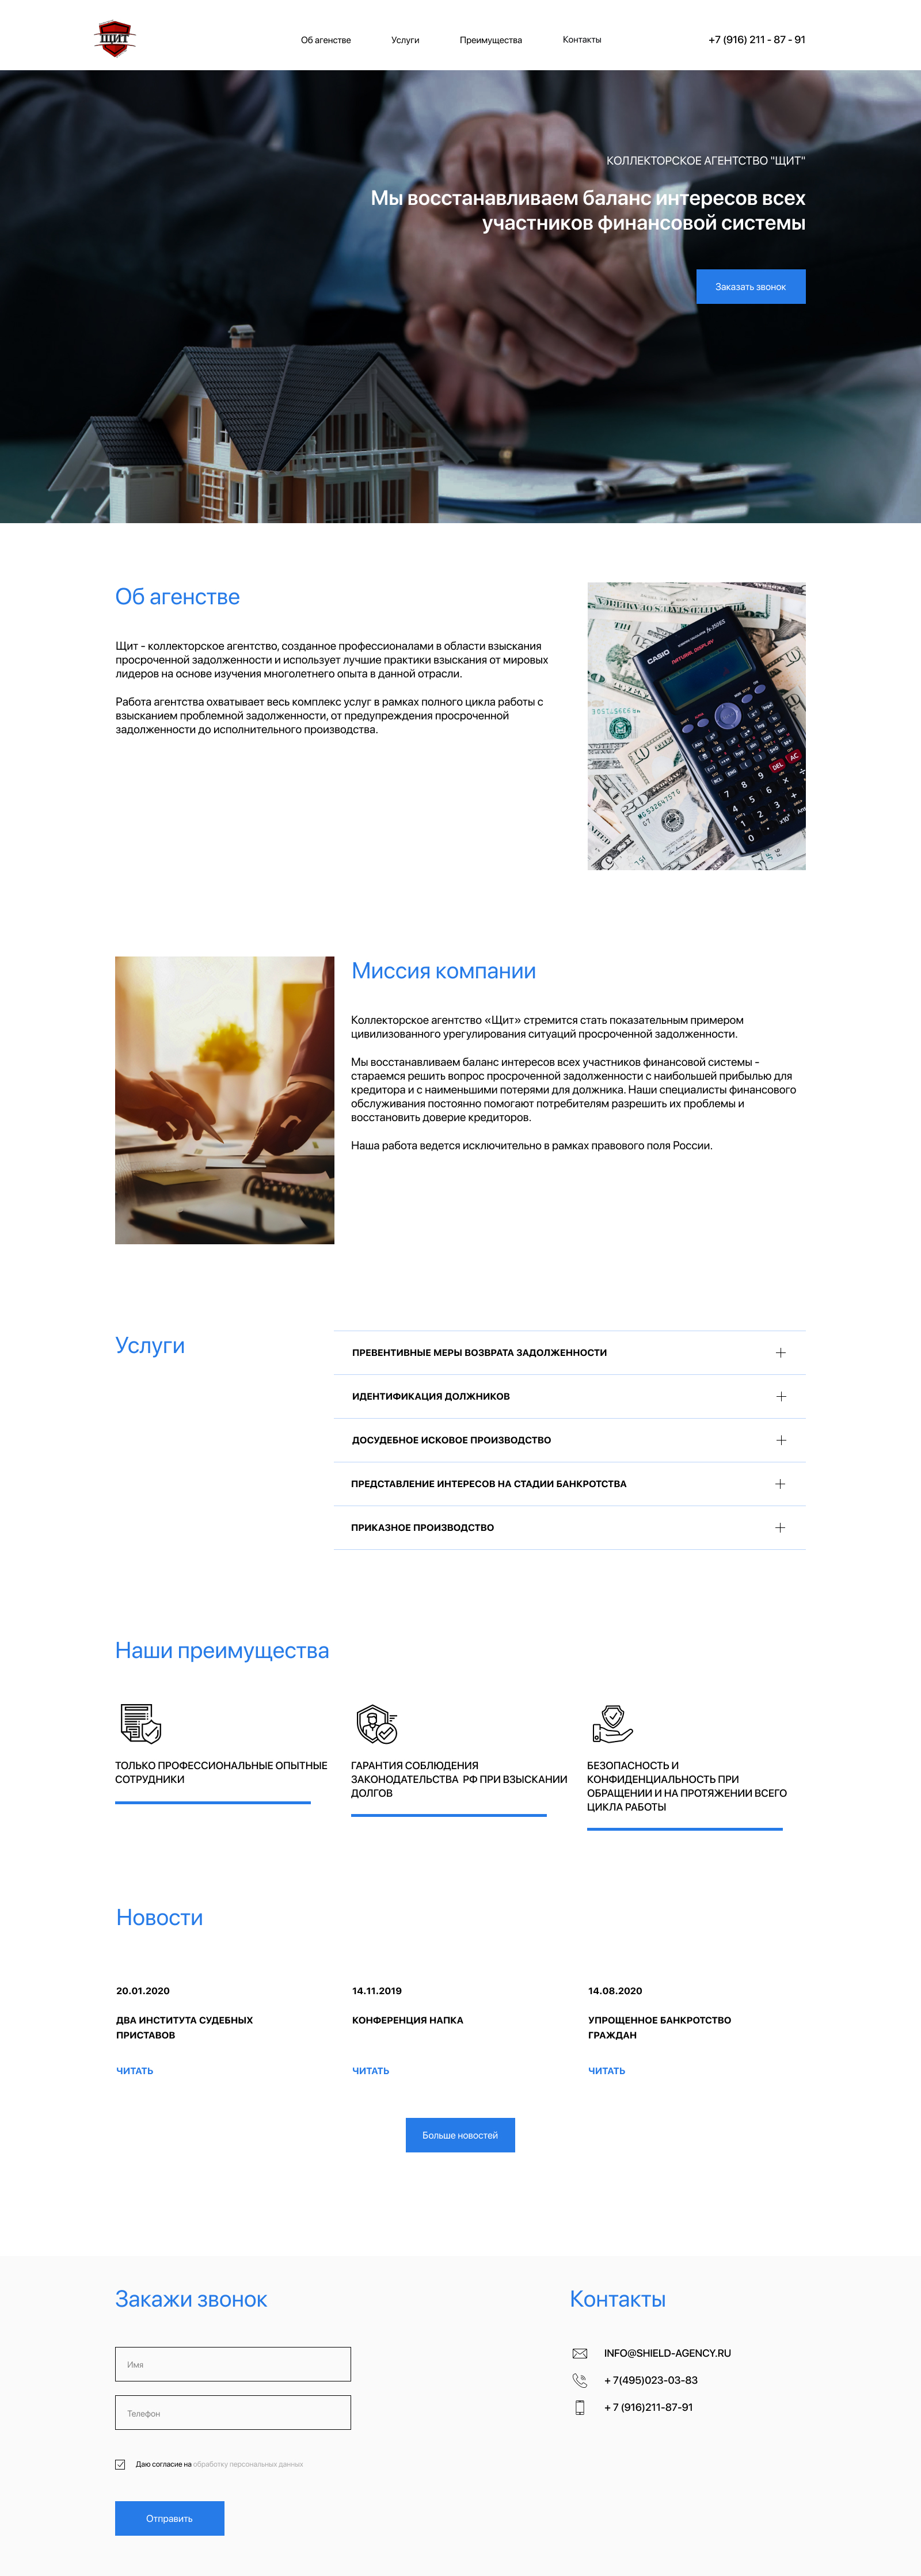 ЩИТ
Об агенстве
Услуги
Преимущества
Контакты
+7 (916) 211 - 87 - 91
КОЛЛЕКТОРСКОЕ АГЕНТСТВО "ЩИТ"
Мы восстанавливаем баланс интересов всех
участников финансовой системы
Заказать звонок
Об агенстве
Щит - коллекторское агентство, созданное профессионалами в области взыскания
просроченной задолженности и использует лучшие практики взыскания от мировых
лидеров на основе изучения многолетнего опыта в данной отрасли.
Работа агентства охватывает весь комплекс услуг в рамках полного цикла работы с
взысканием проблемной задолженности, от предупреждения просроченной
задолженности до исполнительного производства.
CASIO
NATURAL DISPLAY
fx-350ES
Миссия компании
Коллекторское агентство «Щит» стремится стать показательным примером
цивилизованного урегулирования ситуаций просроченной задолженности.
Мы восстанавливаем баланс интересов всех участников финансовой системы -
стараемся решить вопрос просроченной задолженности с наибольшей прибылью для
кредитора и с наименьшими потерями для должника. Наши специалисты финансового
обслуживания постоянно помогают потребителям разрешить их проблемы и
восстановить доверие кредиторов.
Наша работа ведется исключительно в рамках правового поля России.
Услуги
ПРЕВЕНТИВНЫЕ МЕРЫ ВОЗВРАТА ЗАДОЛЖЕННОСТИ
ИДЕНТИФИКАЦИЯ ДОЛЖНИКОВ
ДОСУДЕБНОЕ ИСКОВОЕ ПРОИЗВОДСТВО
ПРЕДСТАВЛЕНИЕ ИНТЕРЕСОВ НА СТАДИИ БАНКРОТСТВА
ПРИКАЗНОЕ ПРОИЗВОДСТВО
Наши преимущества
ТОЛЬКО ПРОФЕССИОНАЛЬНЫЕ ОПЫТНЫЕ
СОТРУДНИКИ
ГАРАНТИЯ СОБЛЮДЕНИЯ
ЗАКОНОДАТЕЛЬСТВА РФ ПРИ ВЗЫСКАНИИ
ДОЛГОВ
БЕЗОПАСНОСТЬ И
КОНФИДЕНЦИАЛЬНОСТЬ ПРИ
ОБРАЩЕНИИ И НА ПРОТЯЖЕНИИ ВСЕГО
ЦИКЛА РАБОТЫ
Новости
20.01.2020
ДВА ИНСТИТУТА СУДЕБНЫХ
ПРИСТАВОВ
ЧИТАТЬ
14.11.2019
КОНФЕРЕНЦИЯ НАПКА
ЧИТАТЬ
14.08.2020
УПРОЩЕННОЕ БАНКРОТСТВО
ГРАЖДАН
ЧИТАТЬ
Больше новостей
Закажи звонок
Имя
Телефон
Даю согласие на обработку персональных данных
Отправить
Контакты
INFO@SHIELD-AGENCY.RU
+ 7(495)023-03-83
+ 7 (916)211-87-91